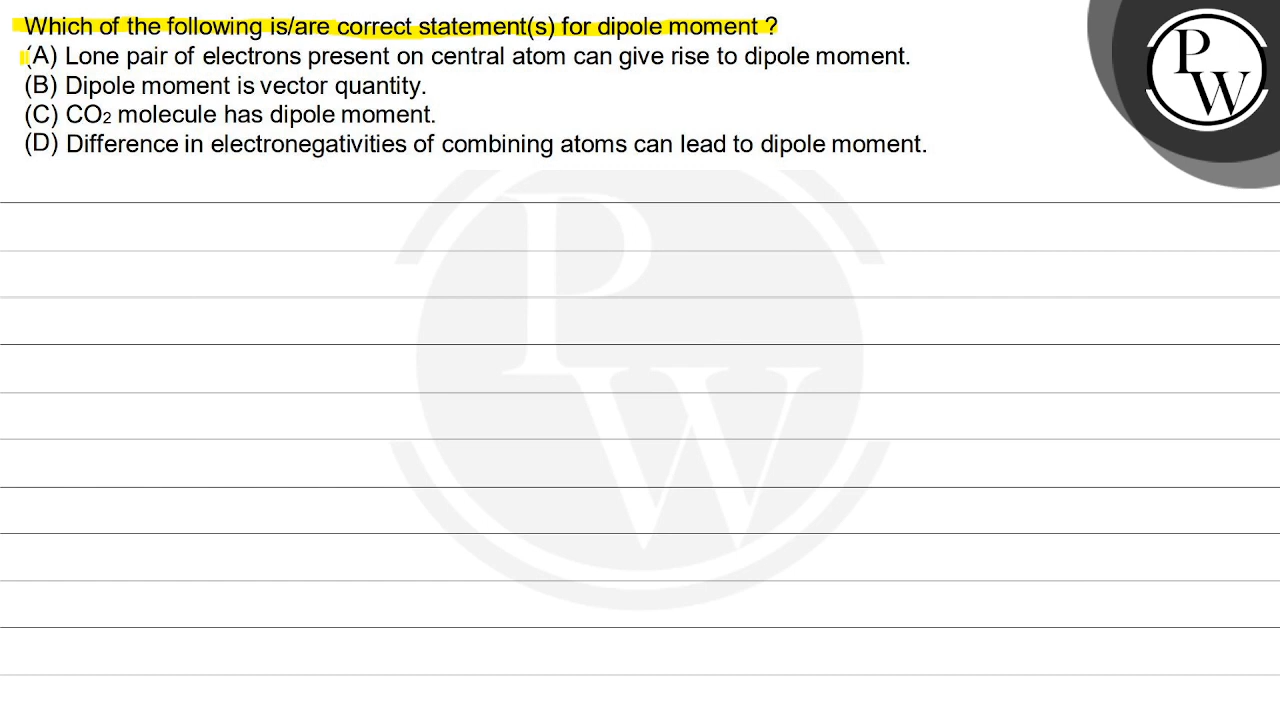 Which of the following is/are correct statement(s) for dipole moment ?
(A) Lone pair of electrons present on central atom can give rise to dipole moment.
(B) Dipole moment is vector quantity.
(C) CO2 molecule has dipole moment.
(D) Difference in electronegativities of combining atoms can lead to dipole moment.
P
W
P
W